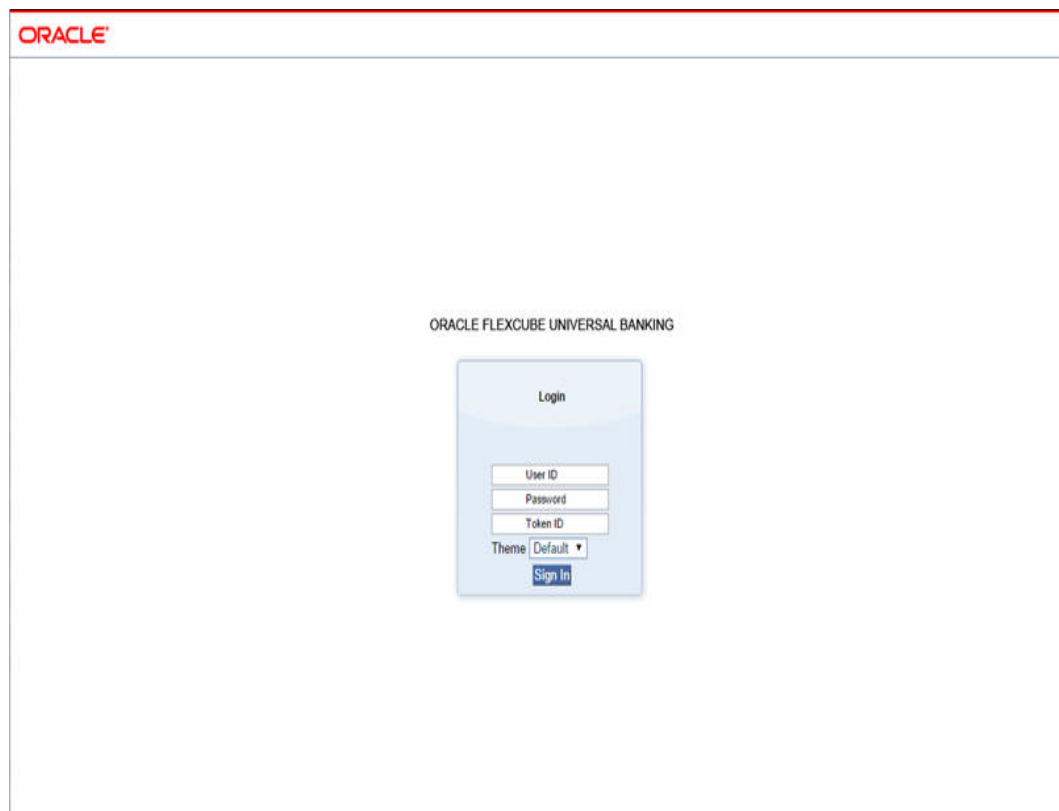 ORACLE
ORACLE FLEXCUBE UNIVERSAL BANKING
Login
User ID
Password
Token ID
Theme Default
Sign In